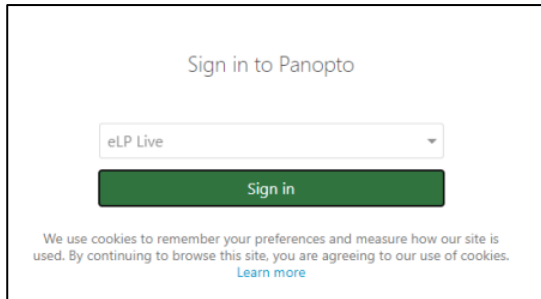 Sign in to Panopto
eLP Live
Sign in
We use cookies to remember your preferences and measure how our site is
used. By continuing to browse this site, you are agreeing to our use of cookies.
Learn more